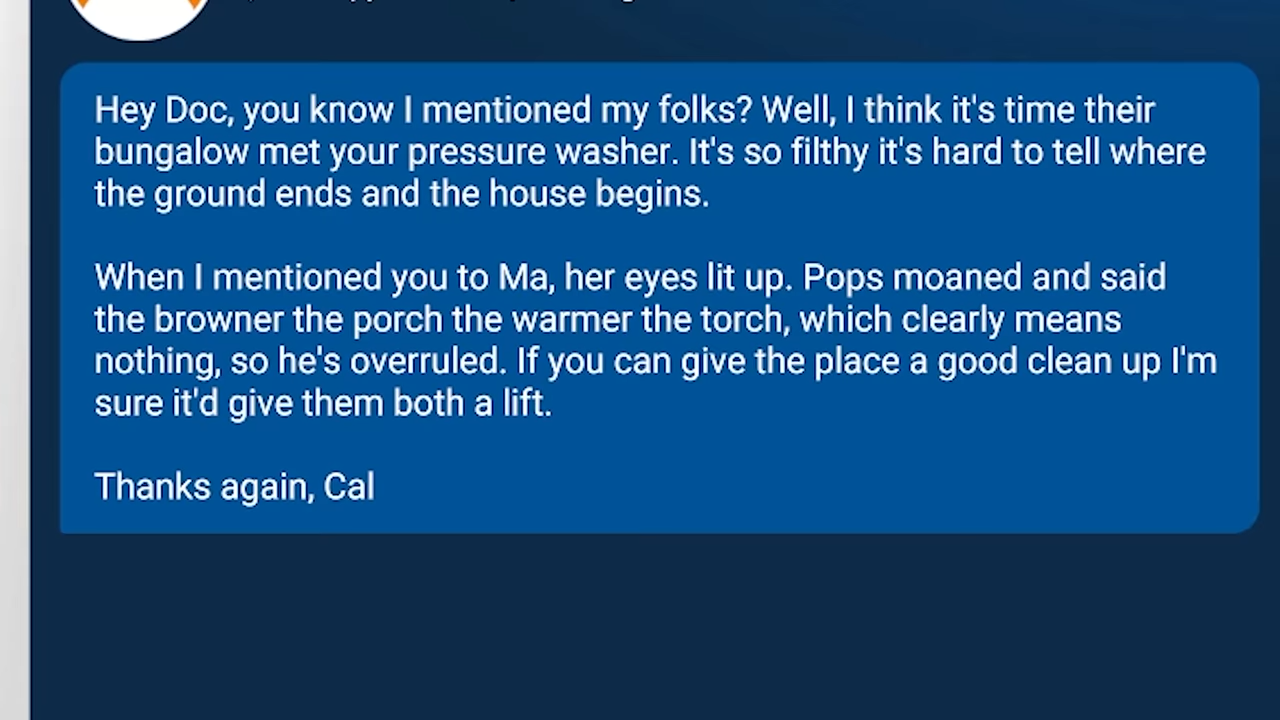 Hey Doc, you know I mentioned my folks? Well, I think it's time their
bungalow met your pressure washer. It's so filthy it's hard to tell where
the ground ends and the house begins.
When I mentioned you to Ma, her eyes lit up. Pops moaned and said
the browner the porch the warmer the torch, which clearly means
nothing, so he's overruled. If you can give the place a good clean up I'm
sure it'd give them both a lift.
Thanks again, Cal